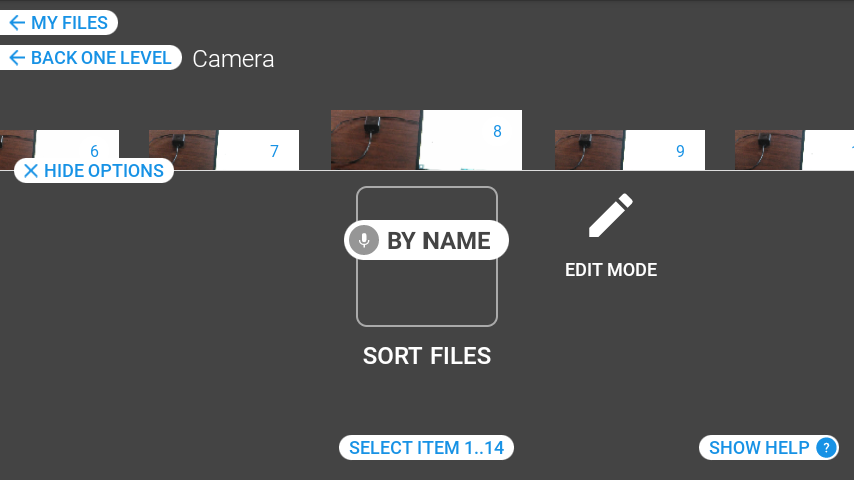 MY FILES
BACK ONE LEVEL Camera
6 7 8 9
HIDE OPTIONS
BY NAME
EDIT MODE
SORT FILES
SELECT ITEM 1..14
SHOW HELP ?